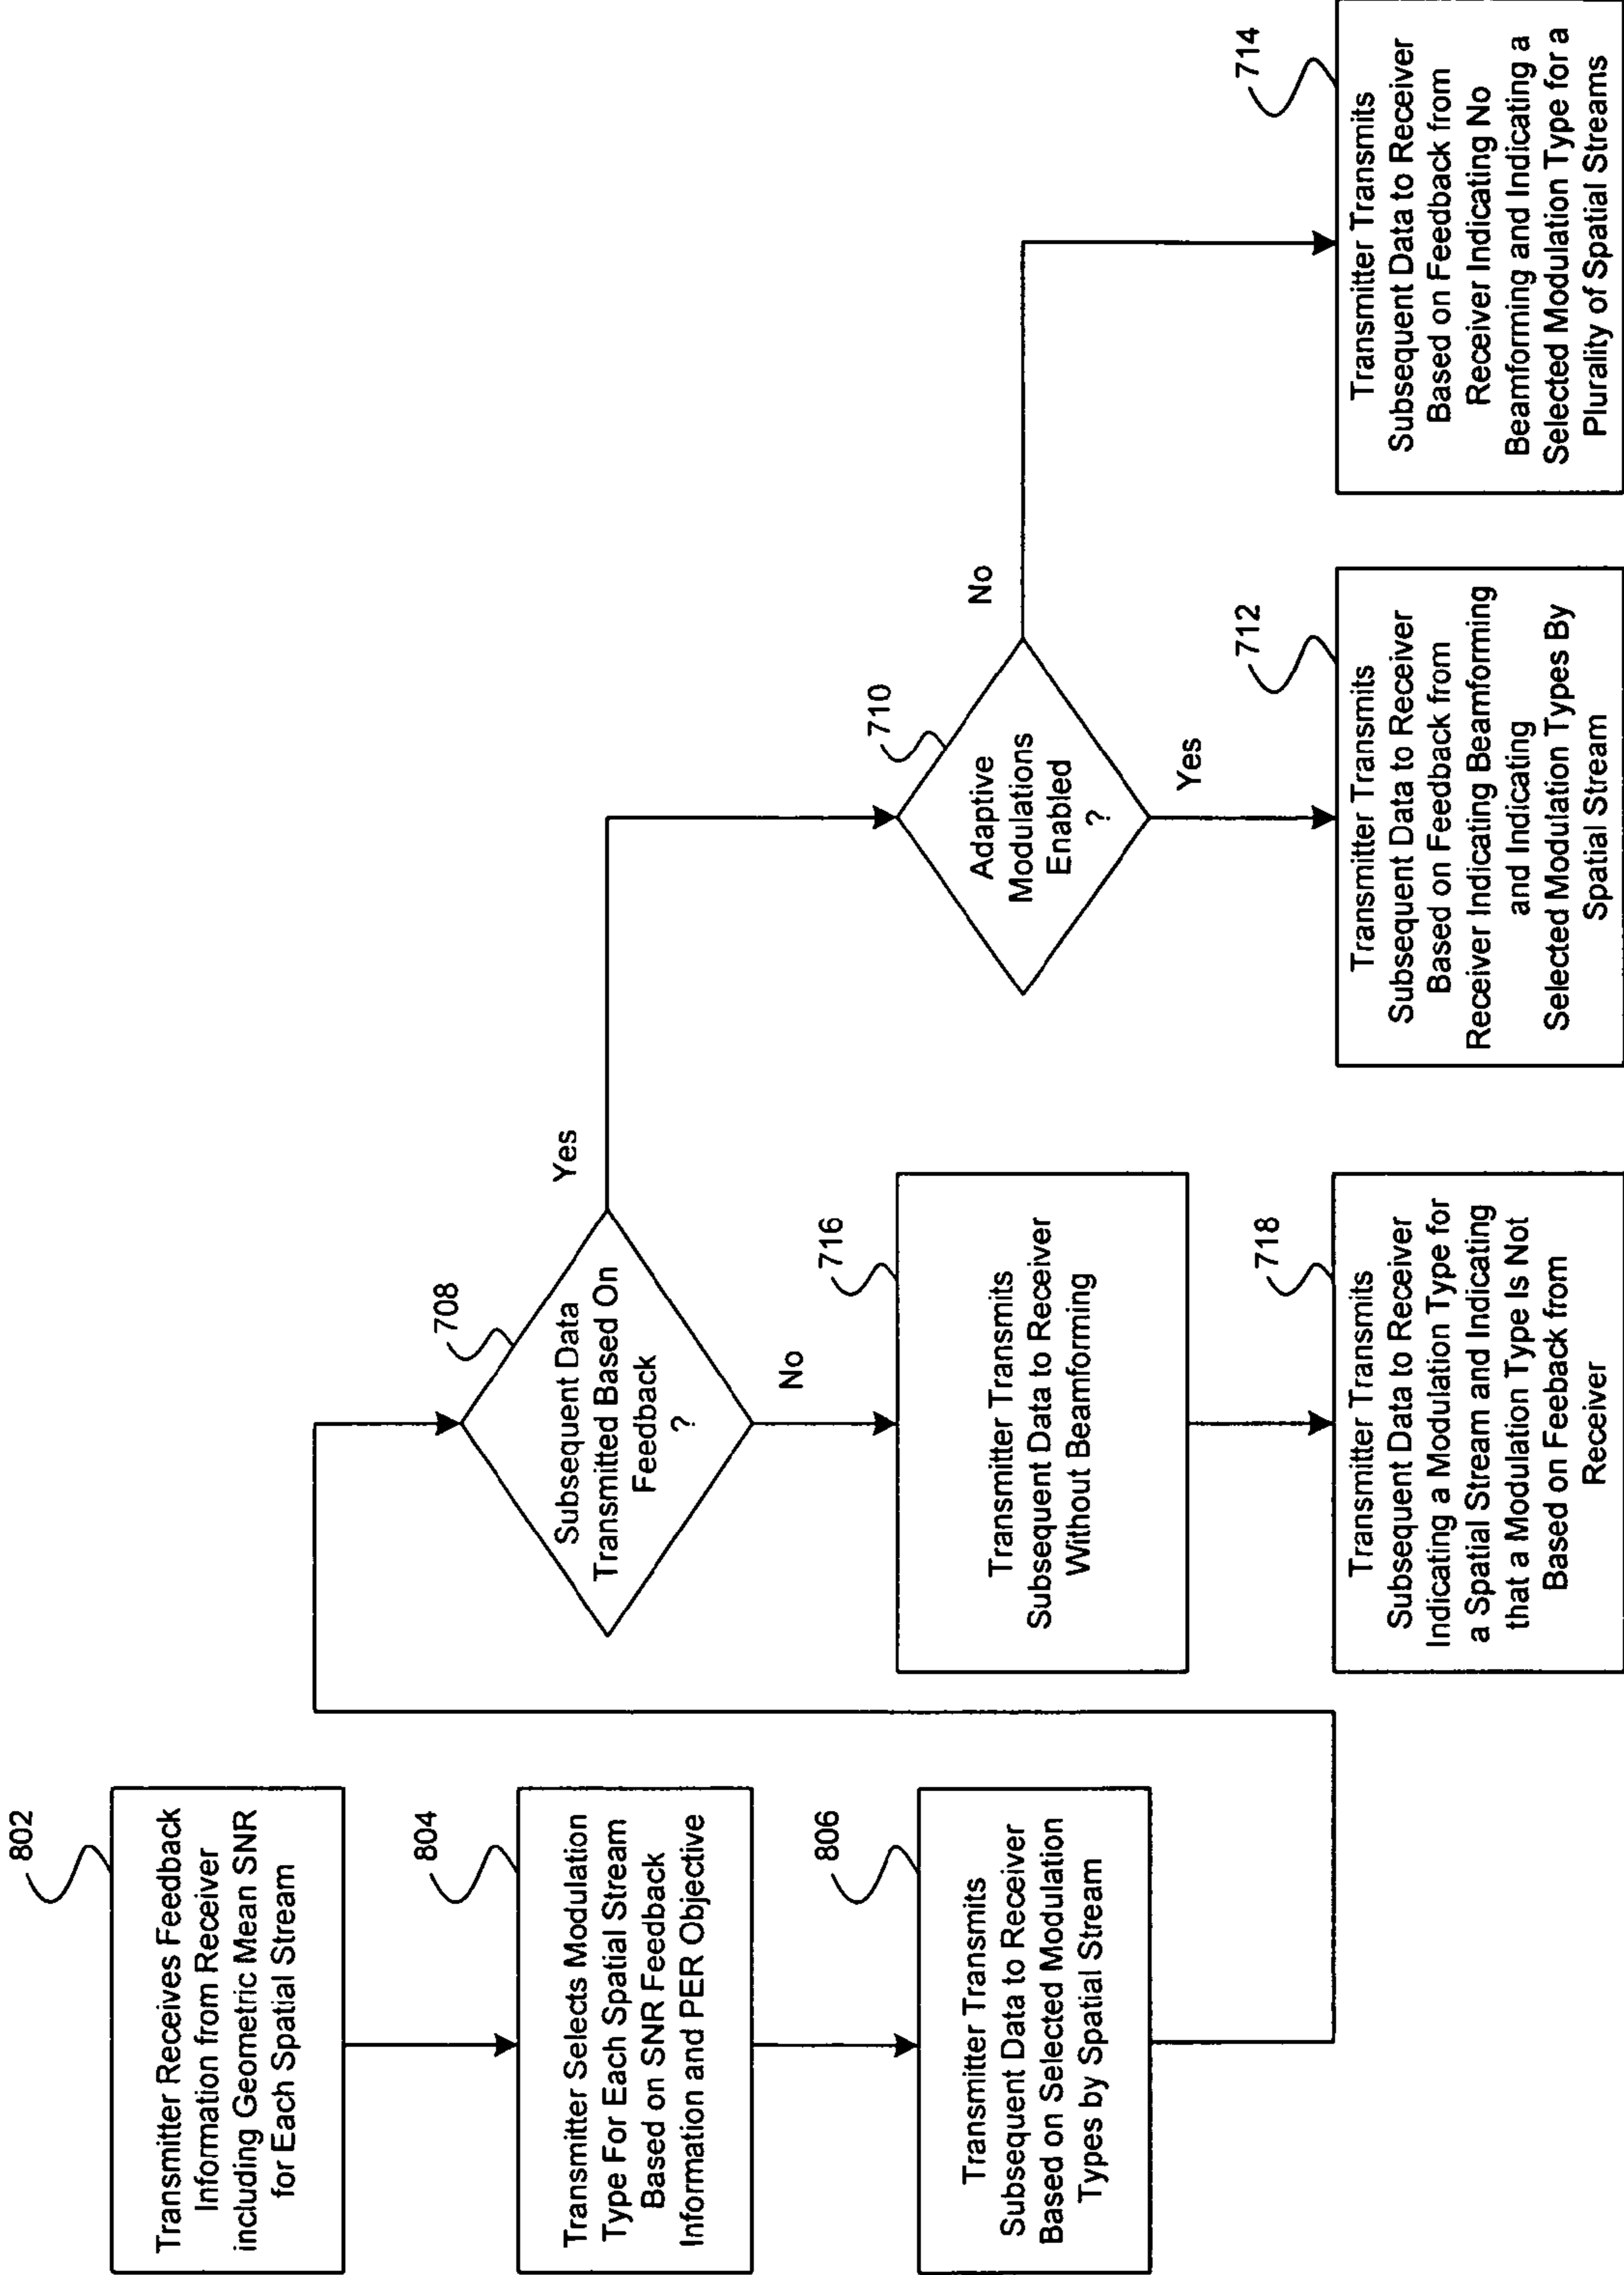 802
Transmitter Receives Feedback
Information from Receiver
including Geometric Mean SNR
for Each Spatial Stream
804
Transmitter Selects Modulation
Type For Each Spatial Stream
Based on SNR Feedback
Information and PER Objective
806
Transmitter Transmits
Subsequent Data to Receiver
Based on Selected Modulation
Types by Spatial Stream
708
Subsequent Data
Transmitted Based On
Feedback
?
Yes
No
716
Transmitter Transmits
Subsequent Data to Receiver
Without Beamforming
718
Transmitter Transmits
Subsequent Data to Receiver
Indicating a Modulation Type for
a Spatial Stream and Indicating
that a Modulation Type Is Not
Based on Feeback from
Receiver
710
Adaptive
Modulations
Enabled
?
No
Yes
712
Transmitter Transmits
Subsequent Data to Receiver
Based on Feedback from
Receiver Indicating Beamforming
and Indicating
Selected Modulation Types By
Spatial Stream
714
Transmitter Transmits
Subsequent Data to Receiver
Based on Feedback from
Receiver Indicating No
Beamforming and Indicating a
Selected Modulation Type for a
Plurality of Spatial Streams